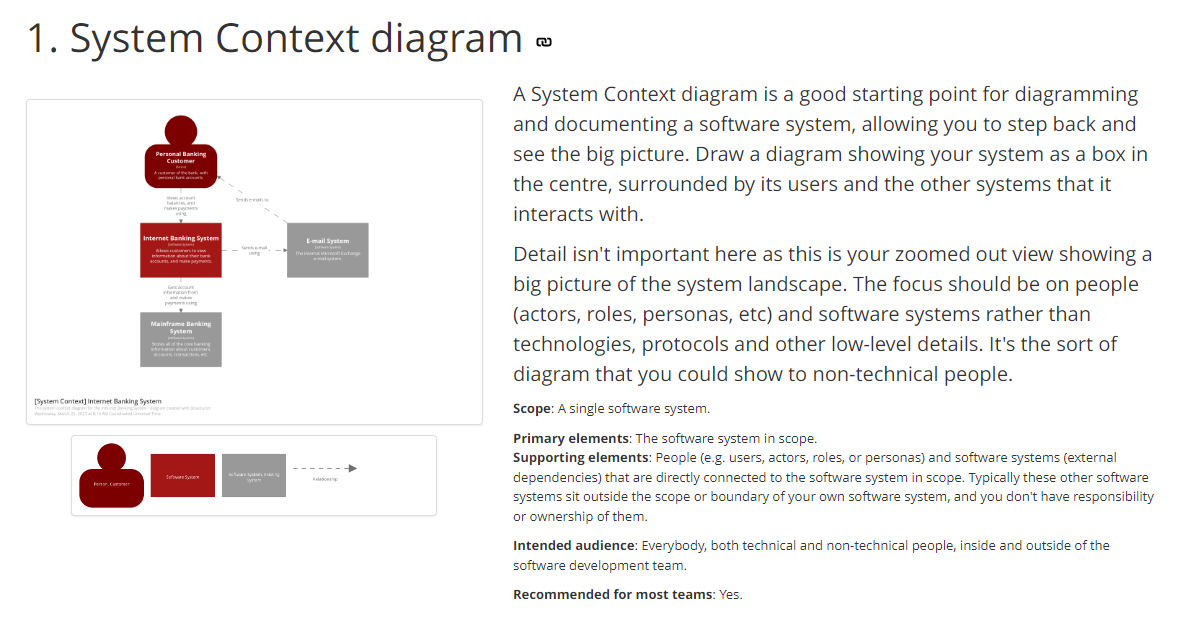 1. System Context diagram
Personal Banking
Customer
[Person]
A customer of the bank, with
personal bank accounts.
Views account
balances, and
makes payments
using
Sends e-mails to
Internet Banking System
[Software System]
Allows customers to view
information about their bank
accounts, and make payments.
Sends e-mail
using
E-mail System
[Software System]
The internal Microsoft Exchange
e-mail system.
Gets account
information from,
and makes
payments using
Mainframe Banking
System
[Software System]
Stores all of the core banking
information about customers,
accounts, transactions, etc.
[System Context] Internet Banking System
The system context diagram for the Internet Banking System - diagram created with Structurizr
Person, Customer
Software System
Software System, Existing
System
Relationship
A System Context diagram is a good starting point for diagramming
and documenting a software system, allowing you to step back and
see the big picture. Draw a diagram showing your system as a box in
the centre, surrounded by its users and the other systems that it
interacts with.
Detail isn't important here as this is your zoomed out view showing a
big picture of the system landscape. The focus should be on people
(actors, roles, personas, etc) and software systems rather than
technologies, protocols and other low-level details. It's the sort of
diagram that you could show to non-technical people.
Scope: A single software system.
Primary elements: The software system in scope.
Supporting elements: People (e.g. users, actors, roles, or personas) and software systems (external
dependencies) that are directly connected to the software system in scope. Typically these other software
systems sit outside the scope or boundary of your own software system, and you don't have responsibility
or ownership of them.
Intended audience: Everybody, both technical and non-technical people, inside and outside of the
software development team.
Recommended for most teams: Yes.